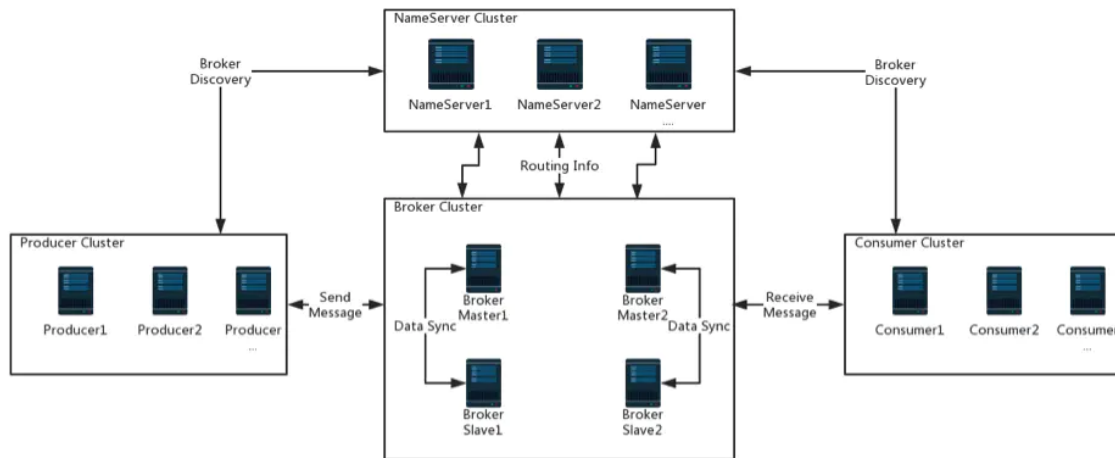 NameServer Cluster
NameServer1
NameServer2
NameServer
....
Broker
Discovery
Broker
Discovery
Routing Info
Producer Cluster
Producer1
Producer2
Producer
...
Send
Message
Broker Cluster
Broker
Master1
Broker
Master2
Data Sync
Data Sync
Broker
Slave1
Broker
Slave2
Receive
Message
Consumer Cluster
Consumer1
Consumer2
Consumer
...